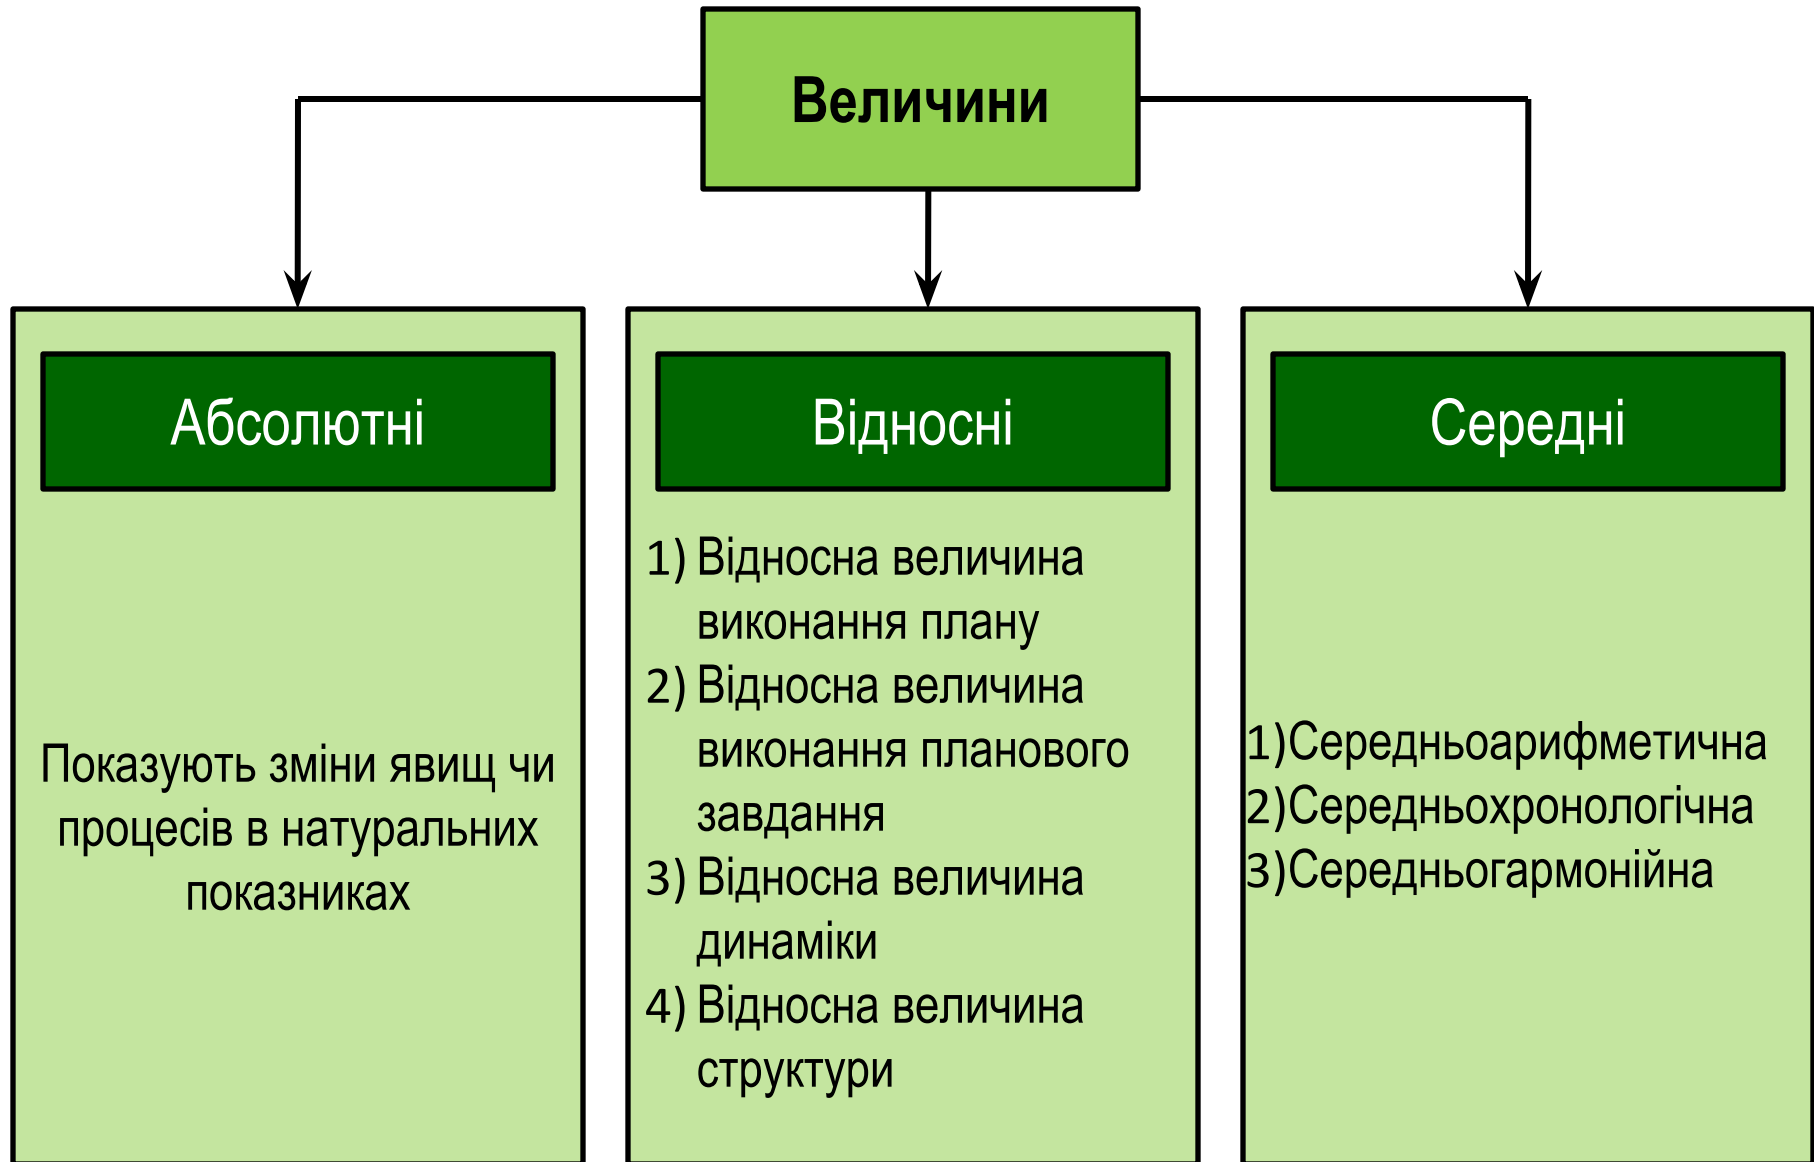 Величини
Абсолютні
Показують зміни явищ чи
процесів в натуральних
показниках
Відносні
1) Відносна величина
виконання плану
2) Відносна величина
виконання планового
завдання
3) Відносна величина
динаміки
4) Відносна величина
структури
Середні
1)Середньоарифметична
2)Середньохронологічна
3)Середньогармонійна